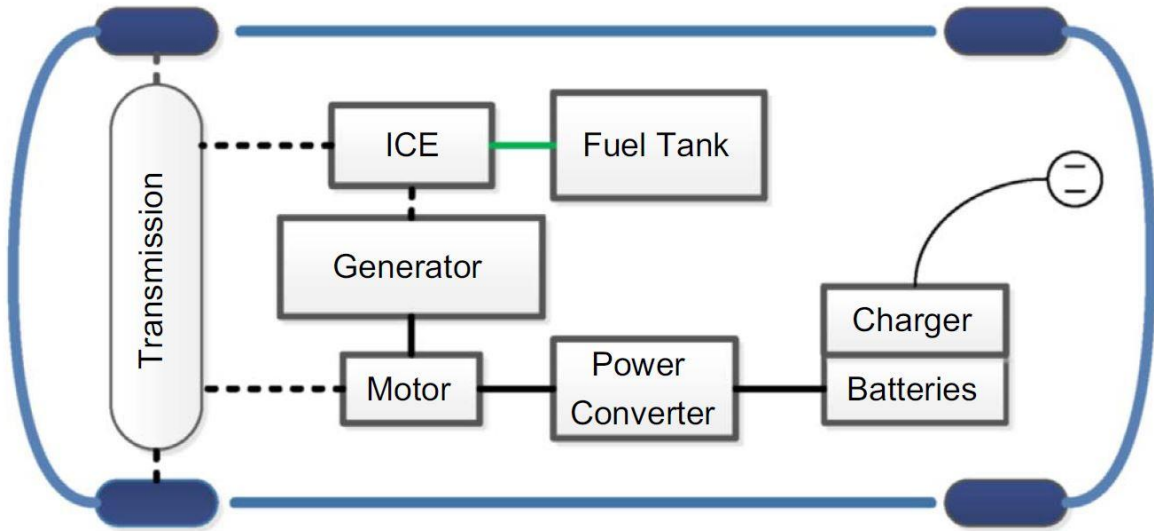 ICE
Fuel Tank
Transmission
Generator
Charger
Motor
Power
Converter
Batteries